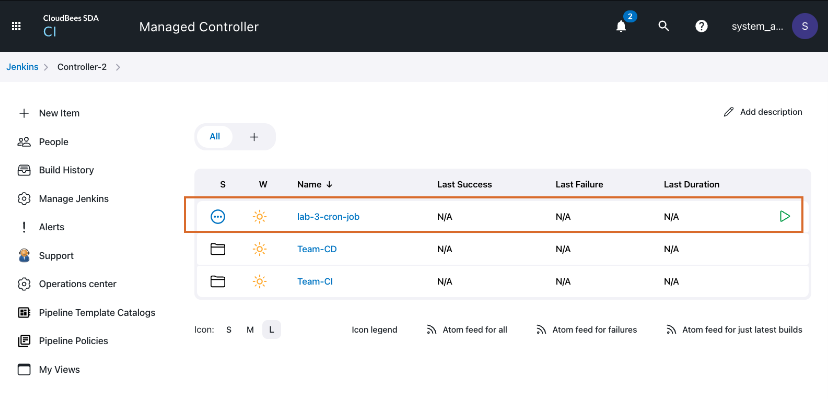 CloudBees SDA
CI
Managed Controller
2
system_a...
S
Jenkins
Controller-2
New Item
People
Build History
Manage Jenkins
Alerts
Support
Operations center
Pipeline Template Catalogs
Pipeline Policies
My Views
Add description
All
S W Name ↓ Last Success Last Failure Last Duration
lab-3-cron-job N/A N/A N/A
Team-CD N/A N/A N/A
Team-CI N/A N/A N/A
Icon: S M L Icon legend Atom feed for all Atom feed for failures Atom feed for just latest builds